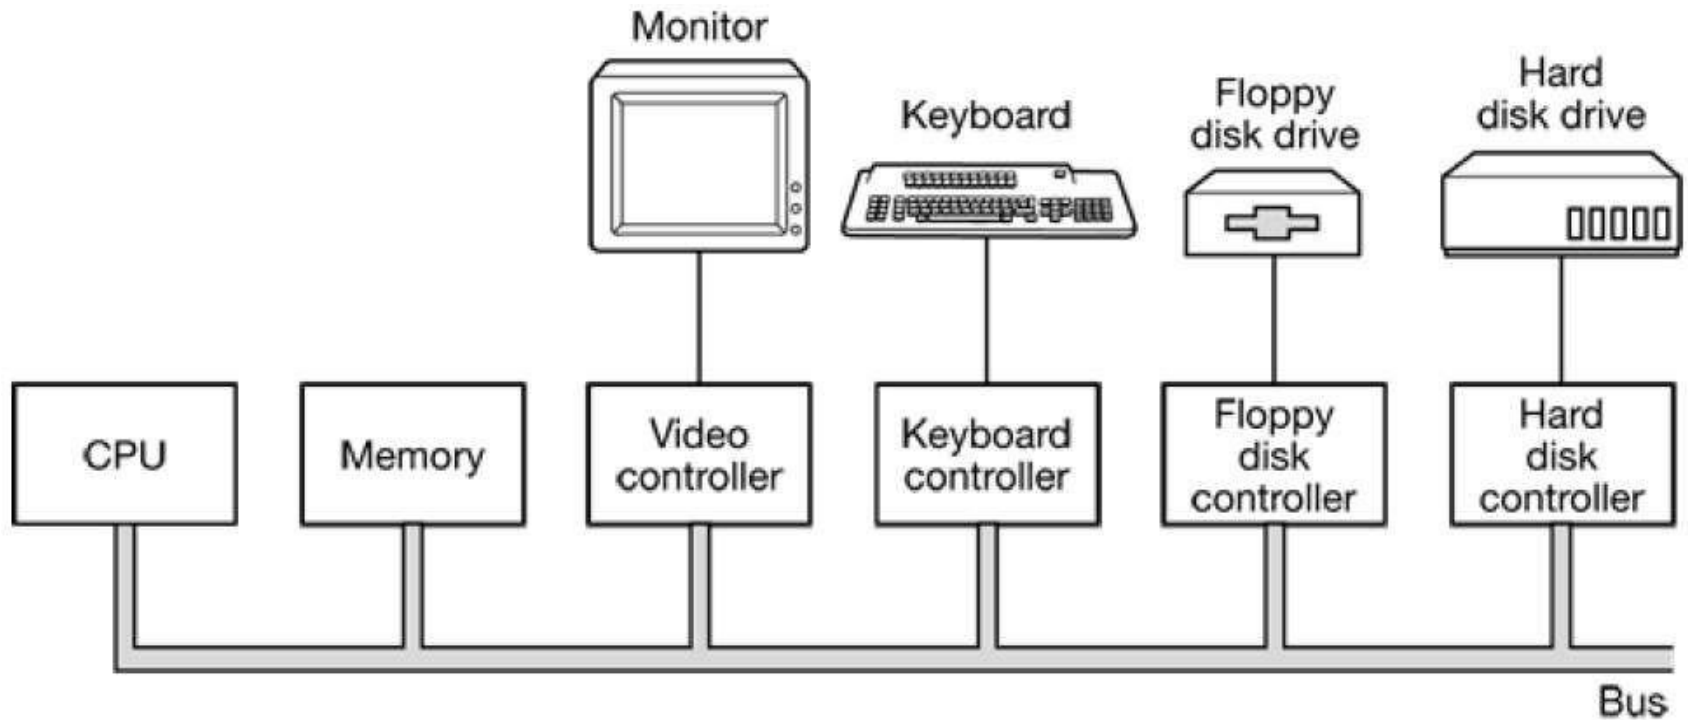 Monitor
Keyboard
Floppy
disk drive
Hard
disk drive
CPU
Memory
Video
controller
Keyboard
controller
Floppy
disk
controller
Hard
disk
controller
Bus